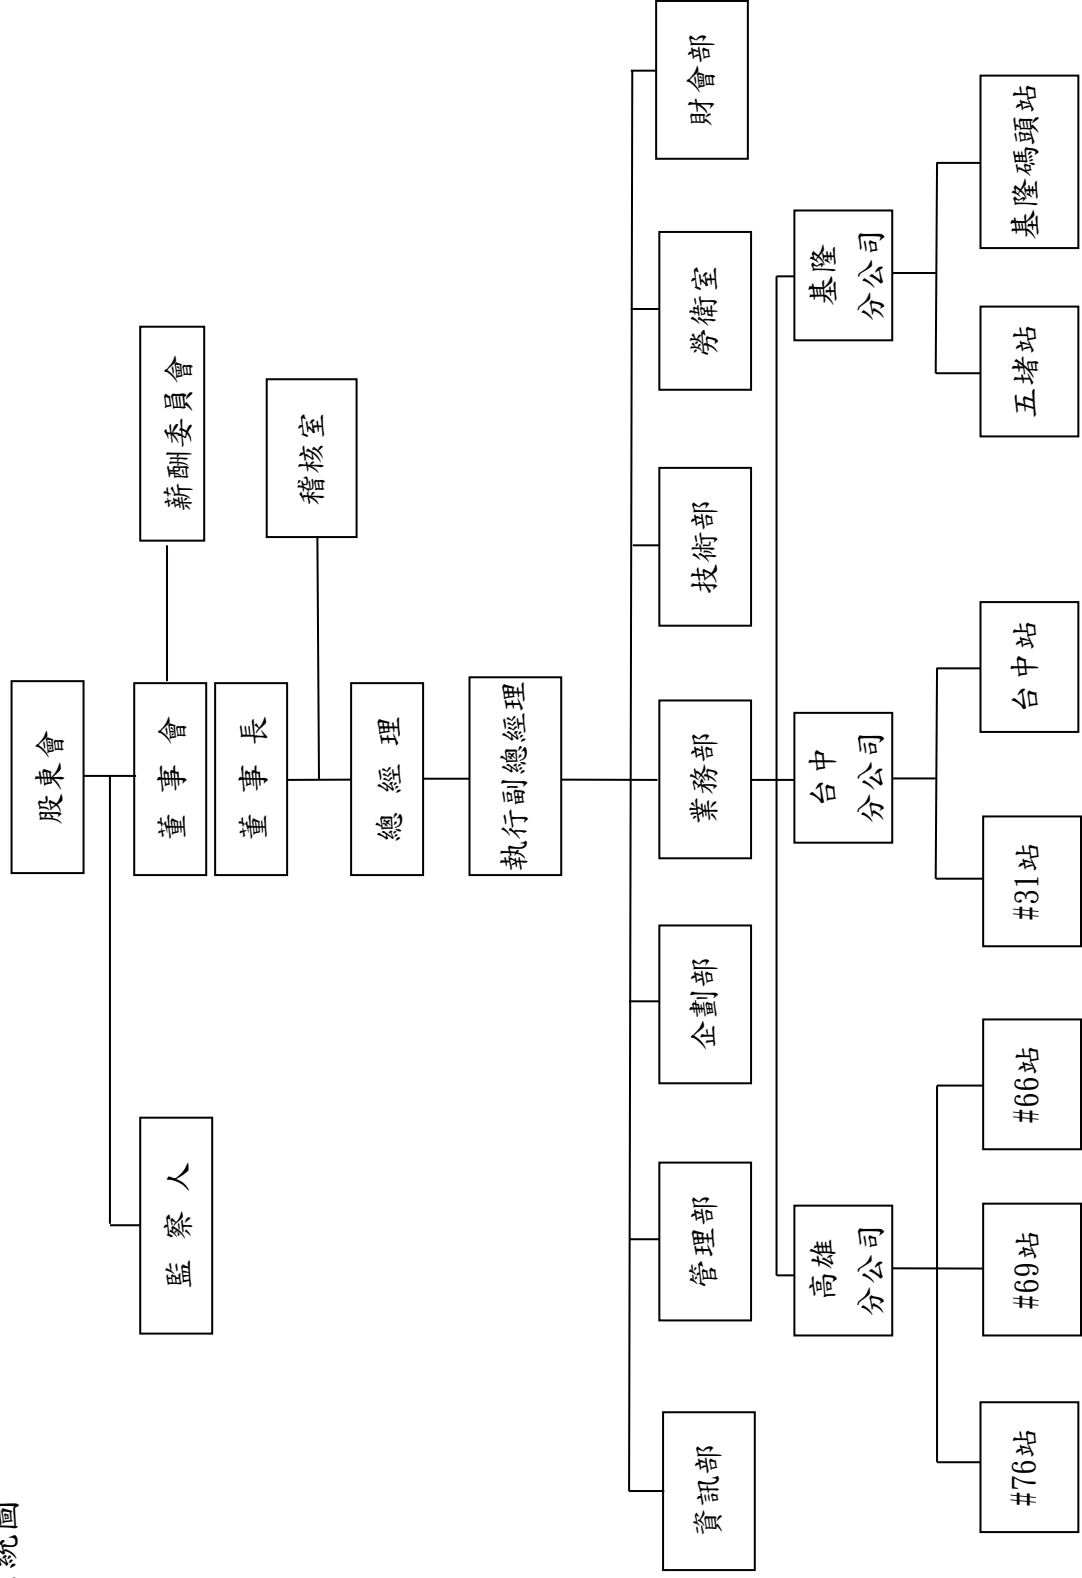 統圖
股東會
監察人
董事會
薪酬委員會
董事長
稽核室
總經理
執行副總經理
資訊部
管理部
企劃部
業務部
技術部
勞衛室
財會部
高雄
分公司
台中
分公司
基隆
分公司
#76站
#69站
#66站
#31站
台中站
五堵站
基隆碼頭站